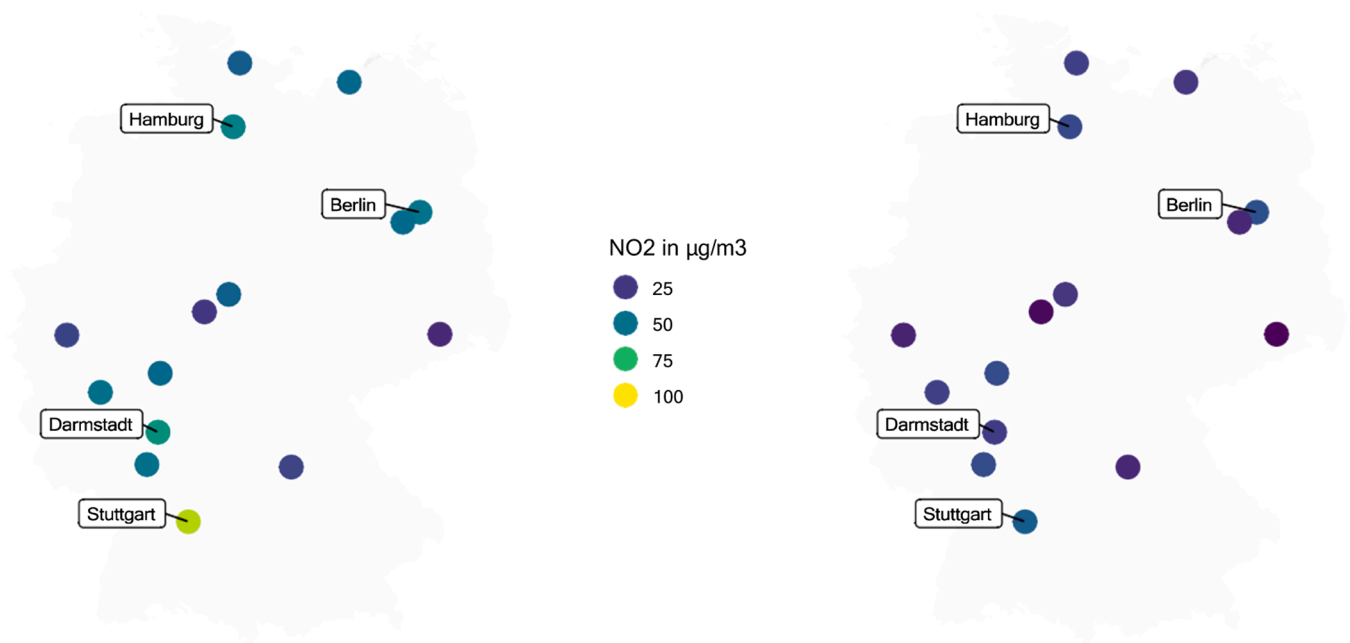 Hamburg
Berlin
Darmstadt
Stuttgart
NO2 in µg/m3
25
50
75
100
Hamburg
Berlin
Darmstadt
Stuttgart